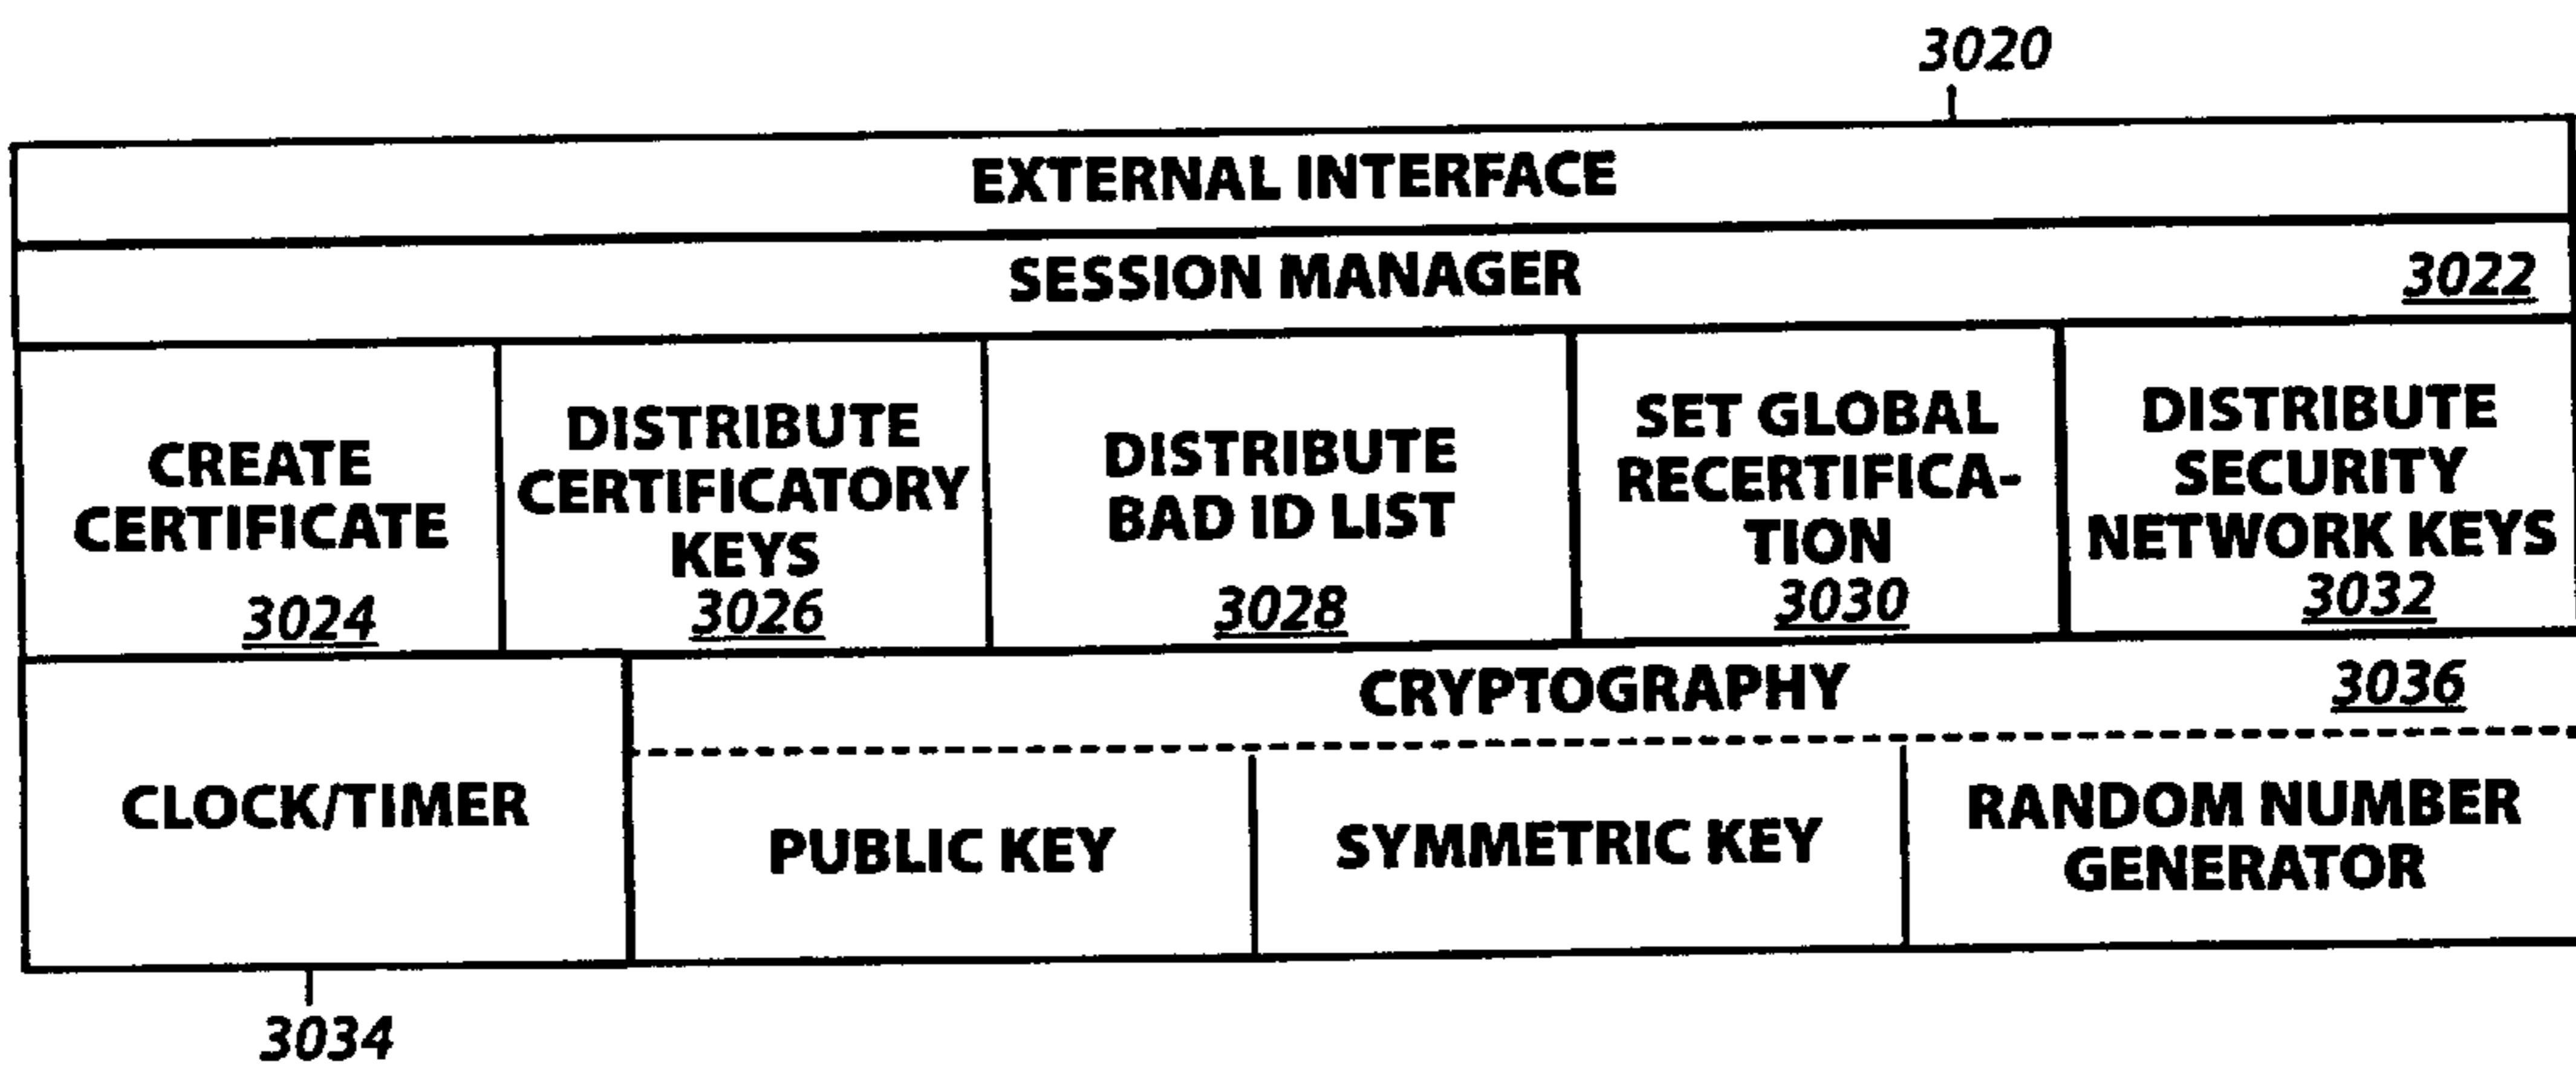 3020
EXTERNAL INTERFACE
SESSION MANAGER
3022
CREATE
CERTIFICATE
3024
DISTRIBUTE
CERTIFICATORY
KEYS
3026
DISTRIBUTE
BAD ID LIST
3028
SET GLOBAL
RECERTIFICA-
TION
3030
DISTRIBUTE
SECURITY
NETWORK KEYS
3032
CLOCK/TIMER
3034
CRYPTOGRAPHY
3036
PUBLIC KEY
SYMMETRIC KEY
RANDOM NUMBER
GENERATOR